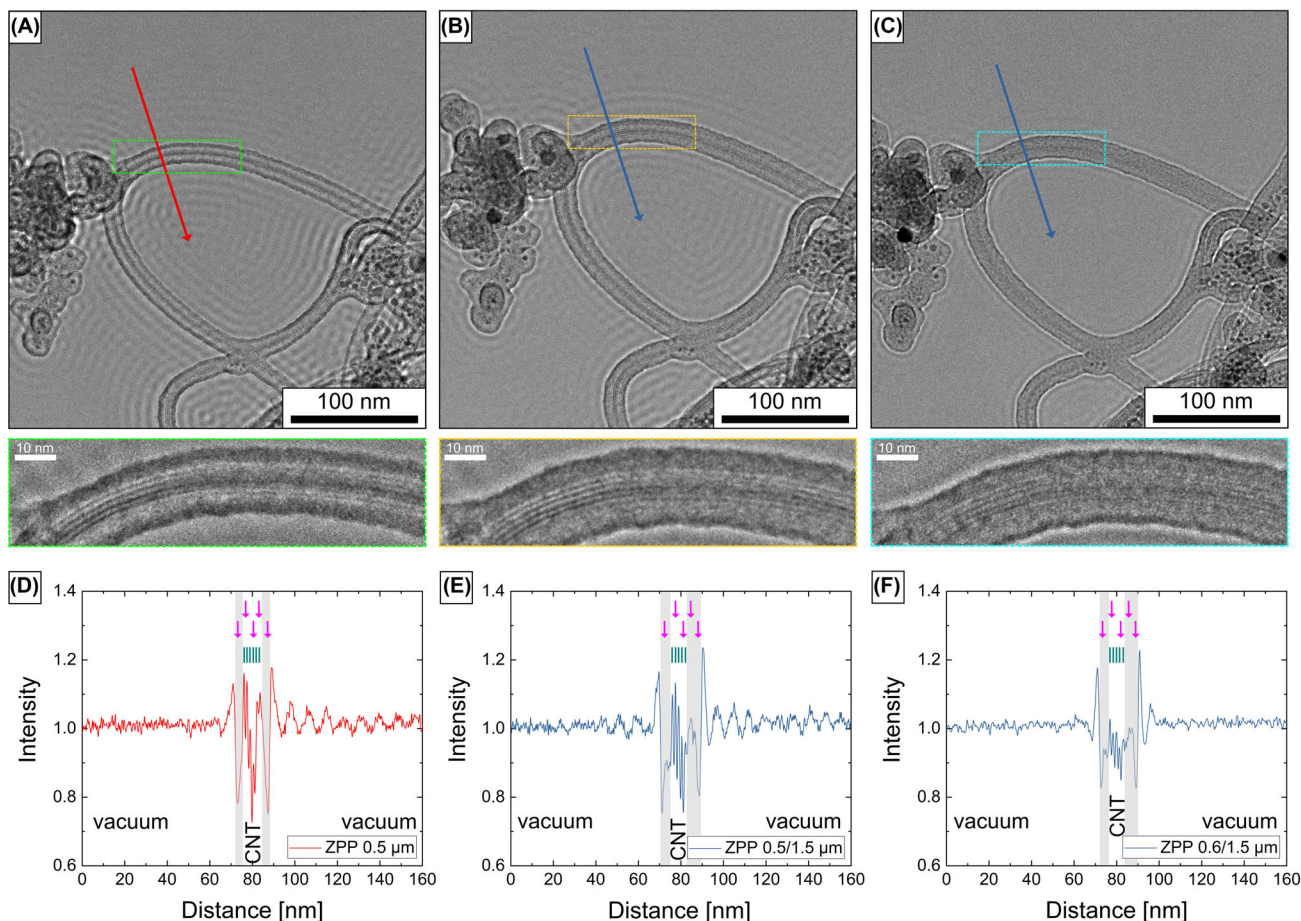 (A)
100 nm
(B)
100 nm
(C)
100 nm
10 nm
10 nm
10 nm
(D)
1.4
1.2
1.0
0.8
0.6
Intensity
vacuum
CNT
vacuum
ZPP 0.5 µm
0 20 40 60 80 100 120 140 160
Distance [nm]
(E)
1.4
1.2
1.0
0.8
0.6
Intensity
vacuum
CNT
vacuum
ZPP 0.5/1.5 µm
0 20 40 60 80 100 120 140 160
Distance [nm]
(F)
1.4
1.2
1.0
0.8
0.6
Intensity
vacuum
CNT
vacuum
ZPP 0.6/1.5 µm
0 20 40 60 80 100 120 140 160
Distance [nm]